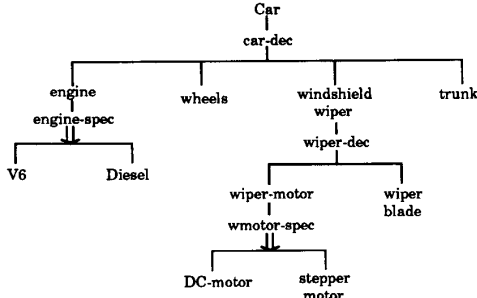 Car
car-dec
engine
wheels
windshield
wiper
trunk
engine-spec
wiper-dec
V6
Diesel
wiper-motor
wiper
blade
wmotor-spec
DC-motor
stepper
motor